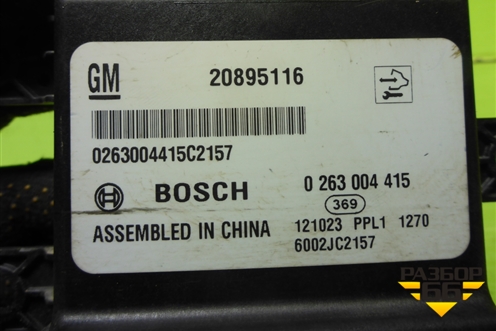 GM 20895116
0263004415C2157
BOSCH 0 263 004 415
369
ASSEMBLED IN CHINA 121023 PPL1 1270
6002JC2157
РАЗБОР
66